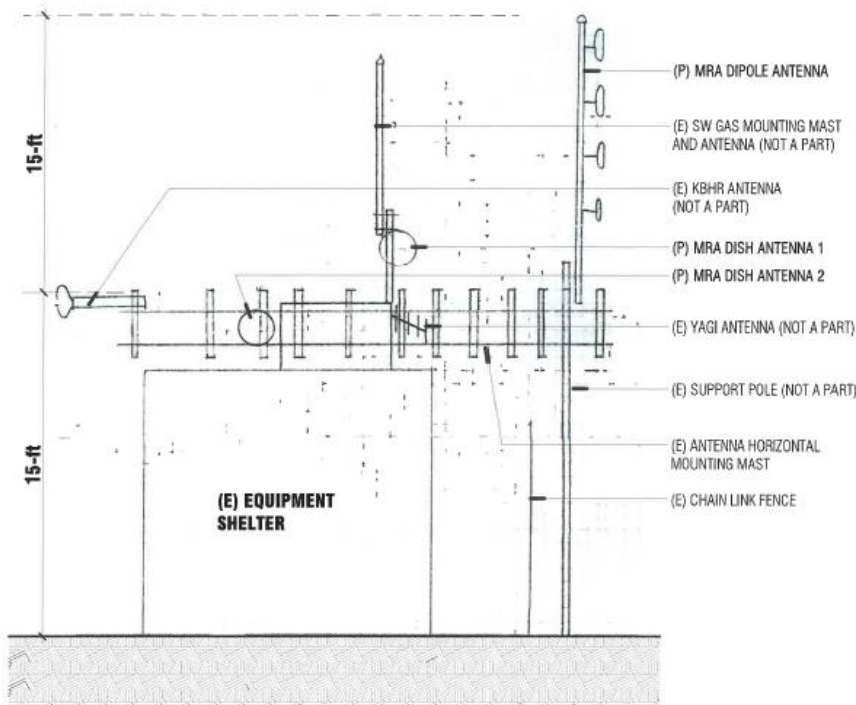 15-ft
15-ft
(P) MRA DIPOLE ANTENNA
(E) SW GAS MOUNTING MAST
AND ANTENNA (NOT A PART)
(E) KBHR ANTENNA
(NOT A PART)
(P) MRA DISH ANTENNA 1
(P) MRA DISH ANTENNA 2
(E) YAGI ANTENNA (NOT A PART)
(E) SUPPORT POLE (NOT A PART)
(E) ANTENNA HORIZONTAL
MOUNTING MAST
(E) CHAIN LINK FENCE
(E) EQUIPMENT
SHELTER